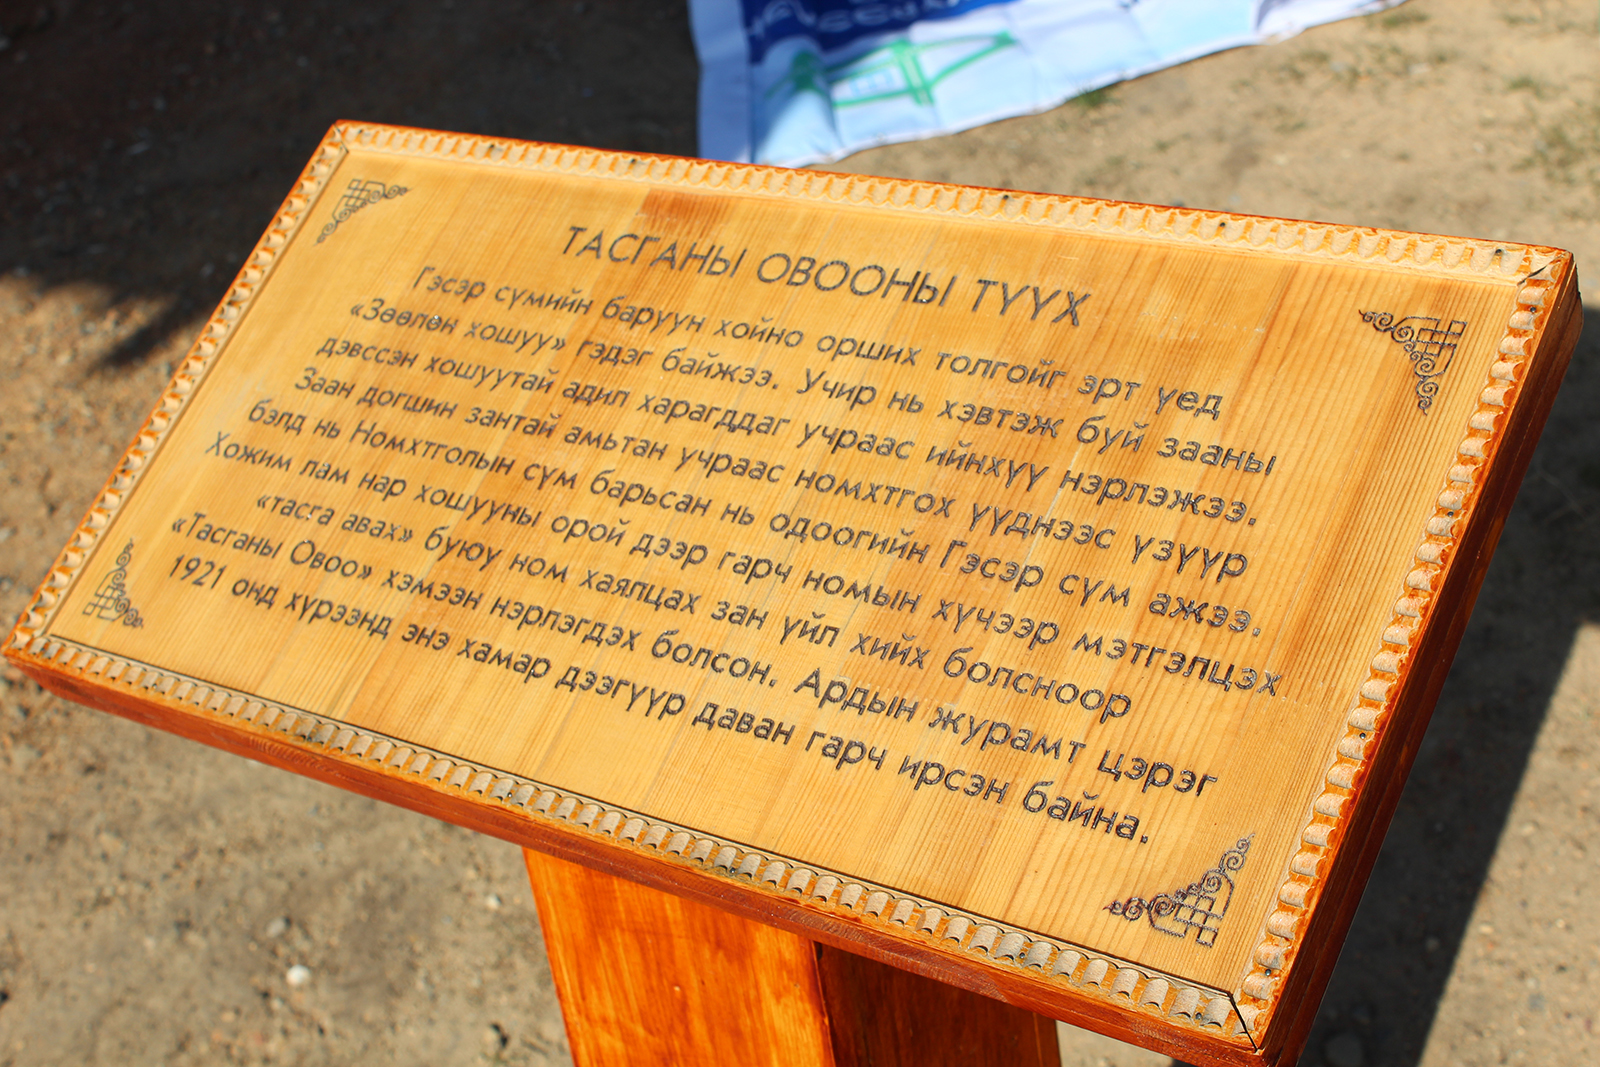 ТАСГАНЫ ОВООНЫ ТҮҮХ
Гэсэр сүмийн баруун хойно орших толгойг эрт үед
«Зөөлөн хошуу» гэдэг байжээ. Учир нь хэвтэж буй зааны
дэвссэн хошуутай адил харагддаг учраас ийнхүү нэрлэжээ.
Заан догшин зантай амьтан учраас номхтгох үүднээс үзүүр
бэлд нь Номхтголын сүм барьсан нь одоогийн Гэсэр сүм ажээ.
Хожим лам нар хошууны орой дээр гарч номын хүчээр мэтгэлцэх
«тасга авах» буюу ном хаялцах зан үйл хийх болсноор
«Тасганы Овоо» хэмээн нэрлэгдэх болсон. Ардын журамт цэрэг
1921 онд хүрээнд энэ хамар дээгүүр даван гарч ирсэн байна.